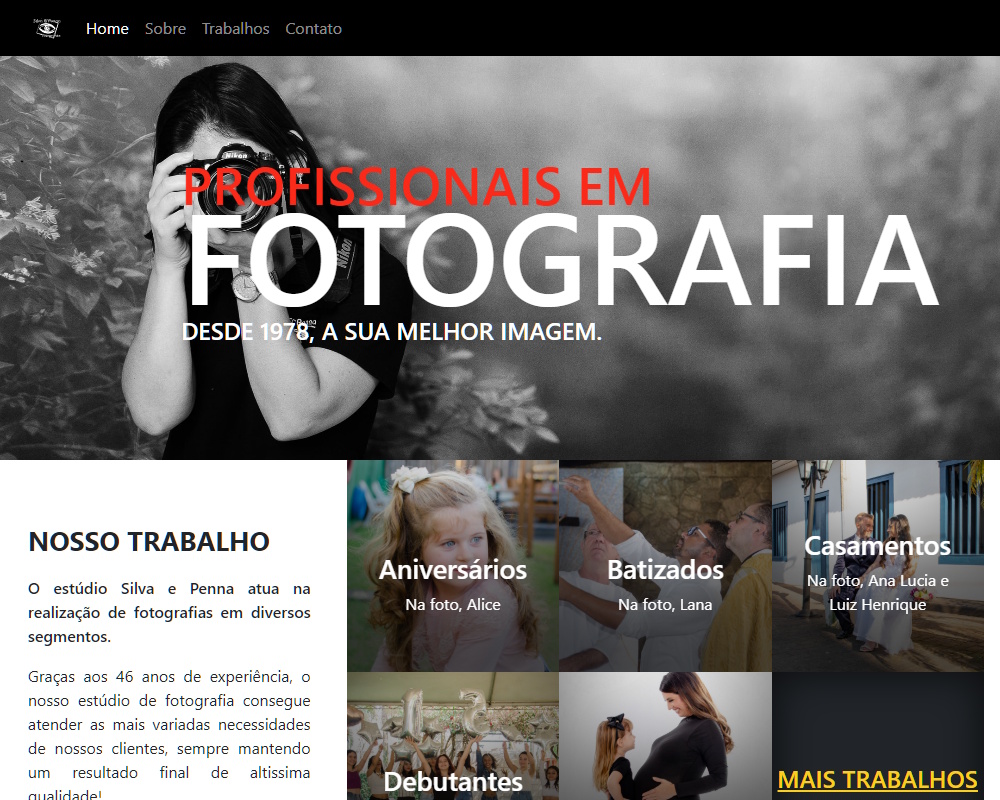 Home Sobre Trabalhos Contato
Nikon
PROFISSIONAIS EM
FOTOGRAFIA
Nikon
DESDE 1978, A SUA MELHOR IMAGEM.
NOSSO TRABALHO
O estúdio Silva e Penna atua na
realização de fotografias em diversos
segmentos.
Graças aos 46 anos de experiência, o
nosso estúdio de fotografia consegue
atender as mais variadas necessidades
de nossos clientes, sempre mantendo
um resultado final de altissima
qualidade!
Aniversários
Na foto, Alice
Batizados
Na foto, Lana
Casamentos
Na foto, Ana Lucia e
Luiz Henrique
Debutantes
MAIS TRABALHOS